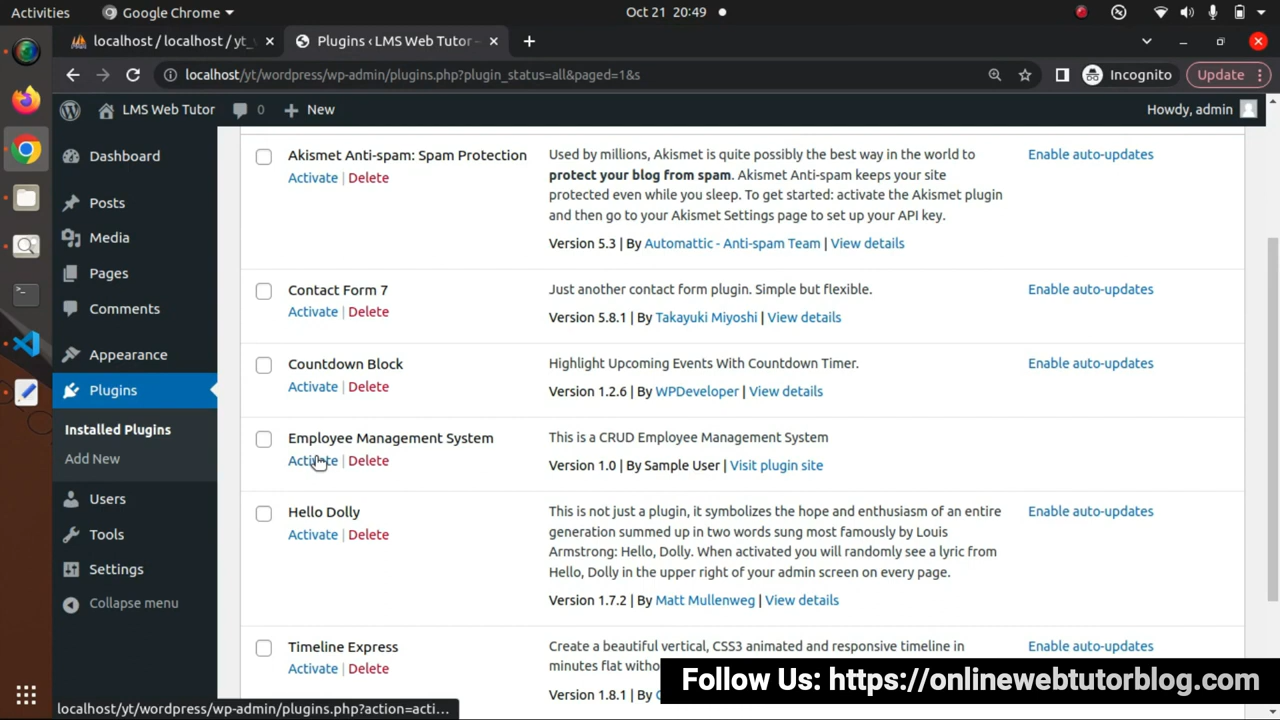 Activities
Google Chrome
Oct 21 20:49
localhost / localhost / yt_
Plugins ‹ LMS Web Tutor –
localhost/yt/wordpress/wp-admin/plugins.php?plugin_status=all&paged=1&s
Incognito
Update
LMS Web Tutor
0
New
Howdy, admin
Dashboard
Posts
Media
Pages
Comments
Appearance
Plugins
Installed Plugins
Add New
Users
Tools
Settings
Collapse menu
Akismet Anti-spam: Spam Protection
Activate | Delete
Used by millions, Akismet is quite possibly the best way in the world to
protect your blog from spam. Akismet Anti-spam keeps your site
protected even while you sleep. To get started: activate the Akismet plugin
and then go to your Akismet Settings page to set up your API key.
Version 5.3 | By Automattic - Anti-spam Team | View details
Enable auto-updates
Contact Form 7
Activate | Delete
Just another contact form plugin. Simple but flexible.
Version 5.8.1 | By Takayuki Miyoshi | View details
Enable auto-updates
Countdown Block
Activate | Delete
Highlight Upcoming Events With Countdown Timer.
Version 1.2.6 | By WPDeveloper | View details
Enable auto-updates
Employee Management System
Activate | Delete
This is a CRUD Employee Management System
Version 1.0 | By Sample User | Visit plugin site
Hello Dolly
Activate | Delete
This is not just a plugin, it symbolizes the hope and enthusiasm of an entire
generation summed up in two words sung most famously by Louis
Armstrong: Hello, Dolly. When activated you will randomly see a lyric from
Hello, Dolly in the upper right of your admin screen on every page.
Version 1.7.2 | By Matt Mullenweg | View details
Enable auto-updates
Timeline Express
Activate | Delete
Create a beautiful vertical, CSS3 animated and responsive timeline in
minutes flat
Version 1.8.1 |
Enable auto-updates
Follow Us: https://onlinewebtutorblog.com
localhost/yt/wordpress/wp-admin/plugins.php?action=acti...